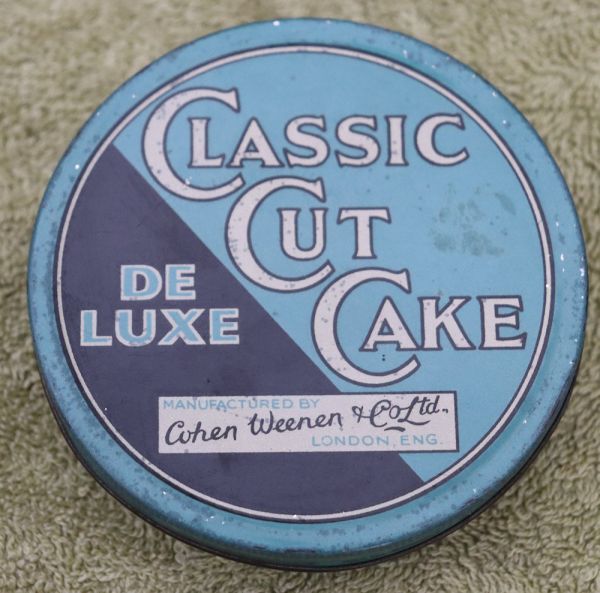 CLASSIC
CUT
CAKE
DE
LUXE
MANUFACTURED BY
Cohen Weenen & Co Ltd.,
LONDON, ENG.